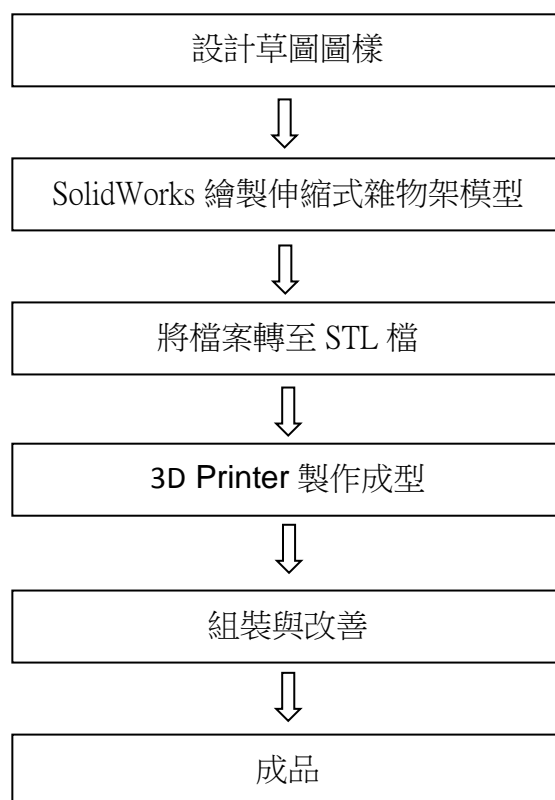 設計草圖圖樣
SolidWorks 繪製伸縮式雜物架模型
將檔案轉至 STL 檔
3D Printer 製作成型
組裝與改善
成品